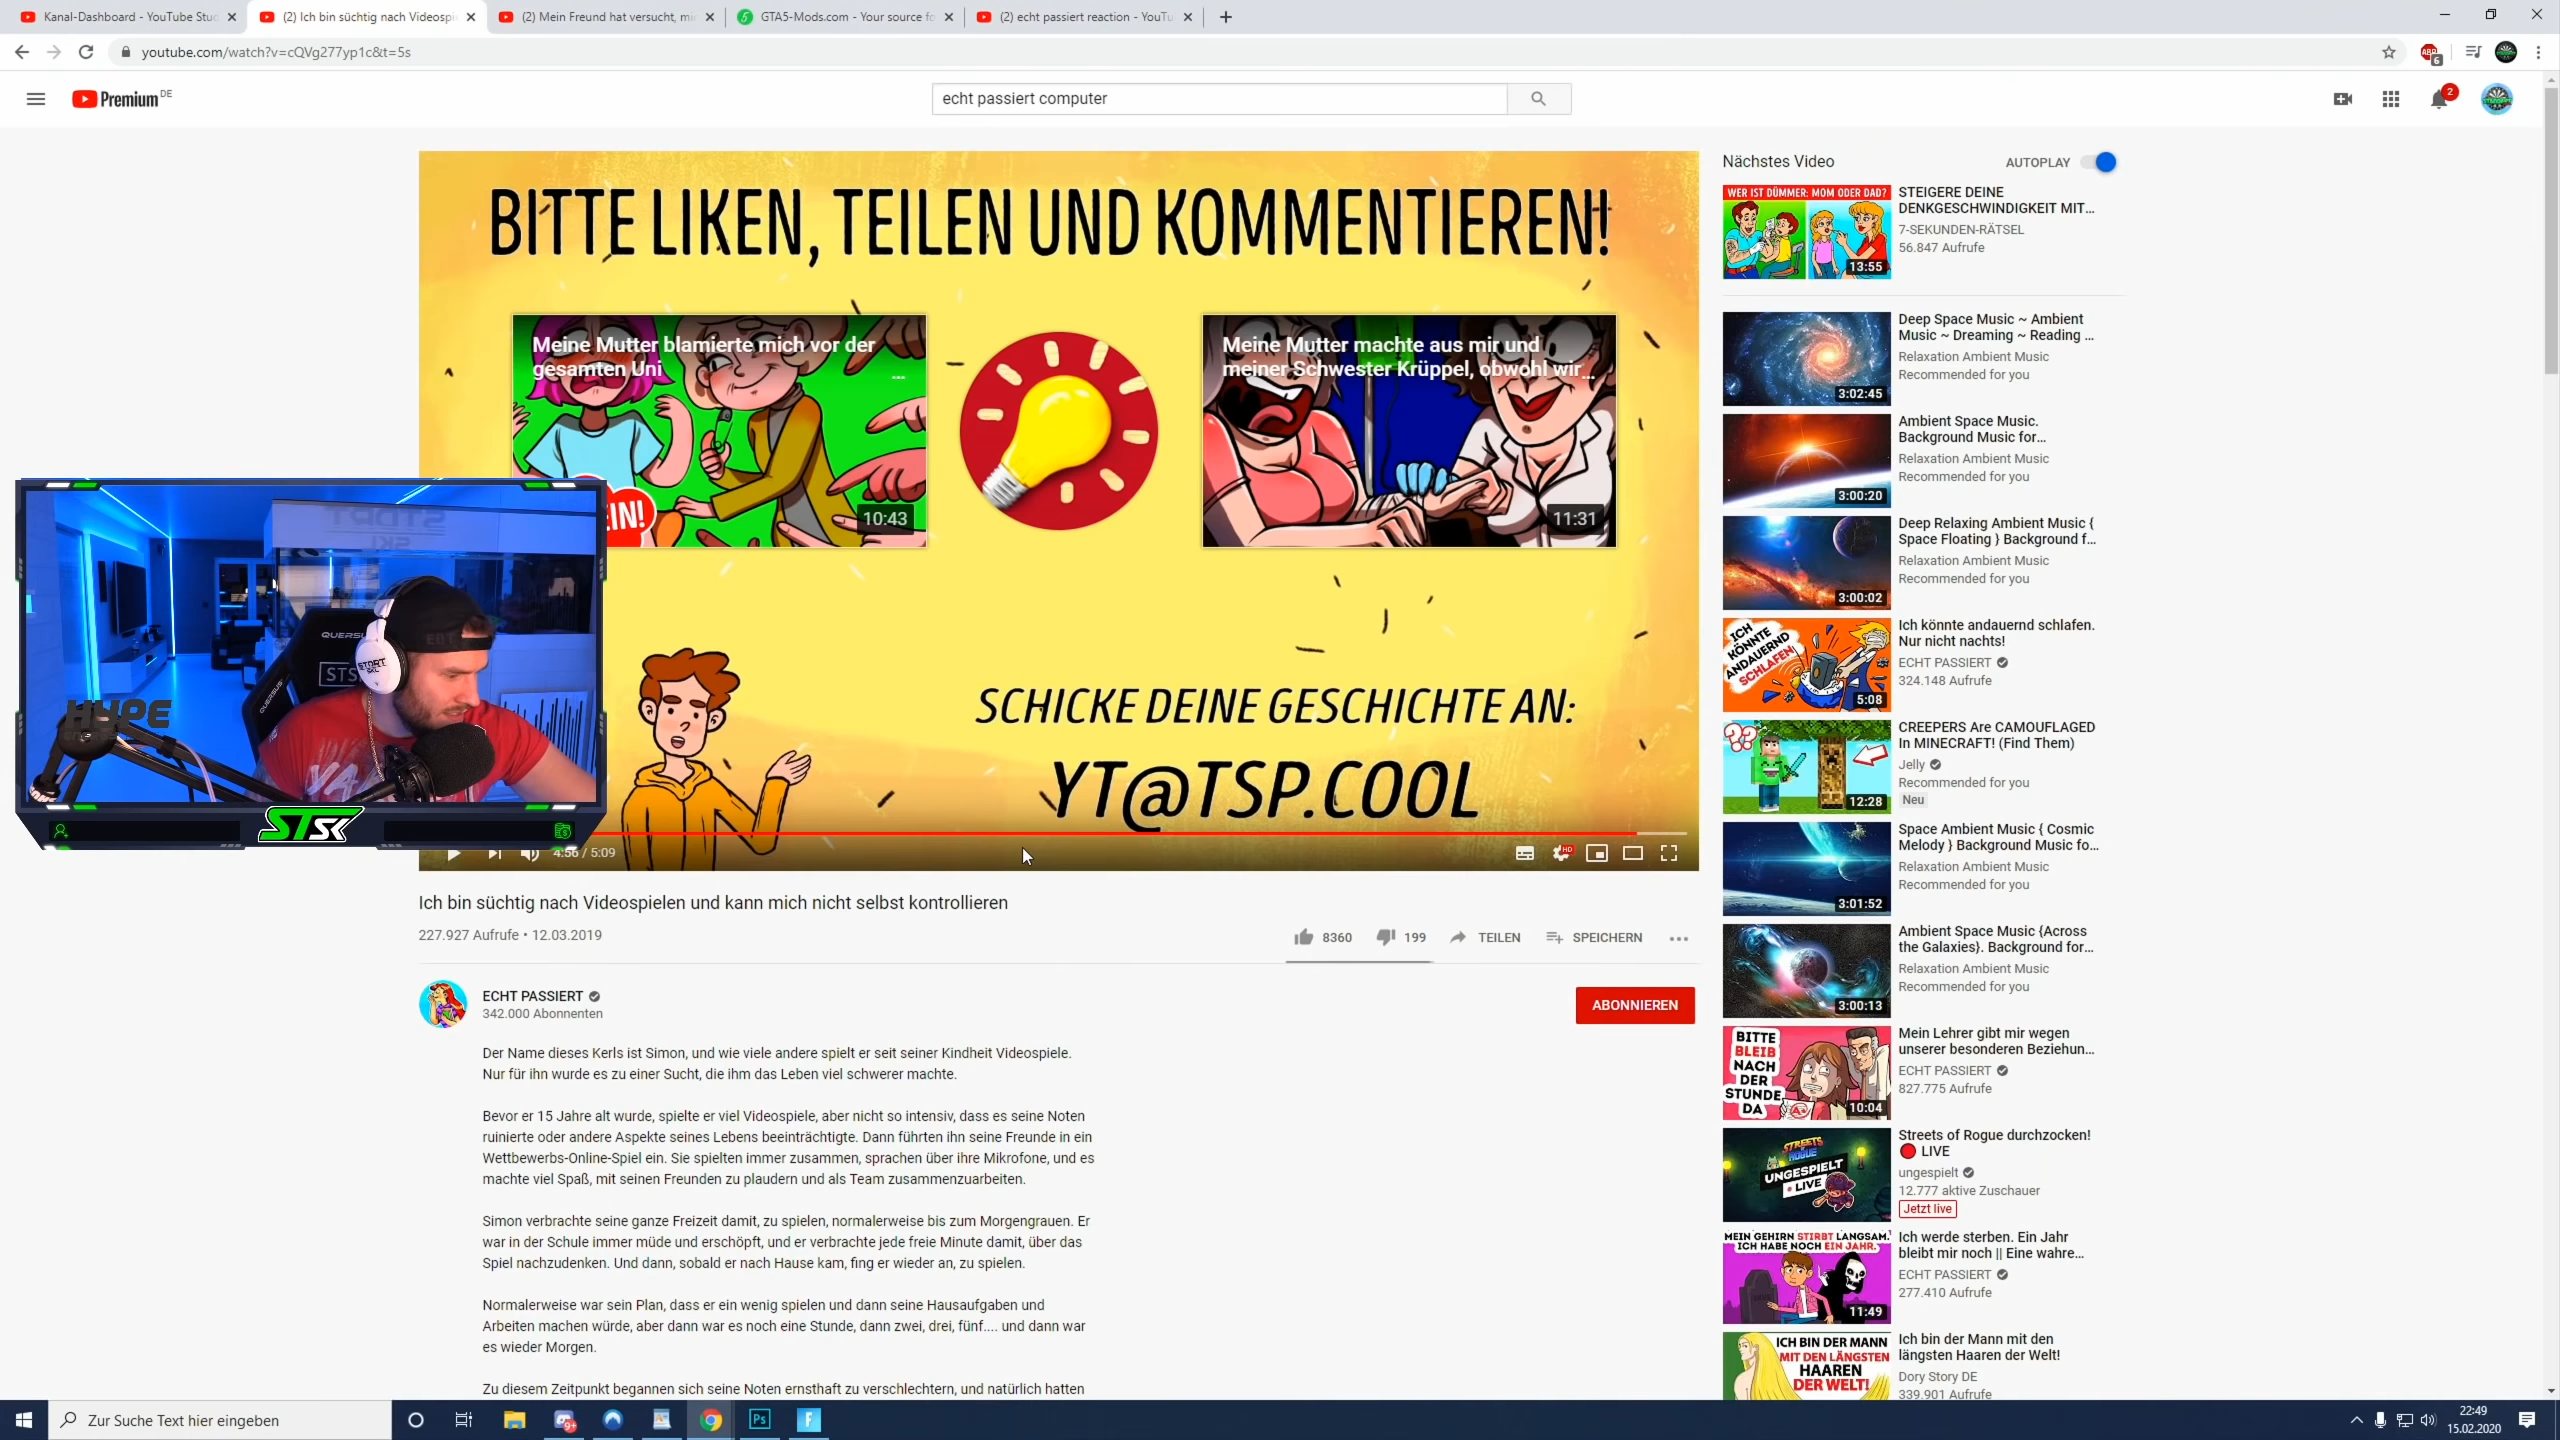 Kanal-Dashboard - YouTube Stu
(2) Ich bin süchtig nach Videospi
(2) Mein Freund hat versucht, mi
GTA5-Mods.com - Your source fo
(2) echt passiert reaction - YouTu
youtube.com/watch?v=cQVg277yp1c&t=5s
ABP
6
Premium DE
echt passiert computer
2
BITTE LIKEN, TEILEN UND KOMMENTIEREN!
Meine Mutter blamierte mich vor der
gesamten Uni
...
EIN!
10:43
Meine Mutter machte aus mir und
meiner Schwester Krüppel, obwohl wir...
11:31
SCHICKE DEINE GESCHICHTE AN:
YT@TSP.COOL
QUERSUS
START
SKL
STS
HYPE
STSK
4:56 / 5:09
HD
Ich bin süchtig nach Videospielen und kann mich nicht selbst kontrollieren
227.927 Aufrufe • 12.03.2019
8360
199
TEILEN
SPEICHERN
ECHT PASSIERT
342.000 Abonnenten
ABONNIEREN
Der Name dieses Kerls ist Simon, und wie viele andere spielt er seit seiner Kindheit Videospiele.
Nur für ihn wurde es zu einer Sucht, die ihm das Leben viel schwerer machte.
Bevor er 15 Jahre alt wurde, spielte er viel Videospiele, aber nicht so intensiv, dass es seine Noten
ruinierte oder andere Aspekte seines Lebens beeinträchtigte. Dann führten ihn seine Freunde in ein
Wettbewerbs-Online-Spiel ein. Sie spielten immer zusammen, sprachen über ihre Mikrofone, und es
machte viel Spaß, mit seinen Freunden zu plaudern und als Team zusammenzuarbeiten.
Simon verbrachte seine ganze Freizeit damit, zu spielen, normalerweise bis zum Morgengrauen. Er
war in der Schule immer müde und erschöpft, und er verbrachte jede freie Minute damit, über das
Spiel nachzudenken. Und dann, sobald er nach Hause kam, fing er wieder an, zu spielen.
Normalerweise war sein Plan, dass er ein wenig spielen und dann seine Hausaufgaben und
Arbeiten machen würde, aber dann war es noch eine Stunde, dann zwei, drei, fünf.... und dann war
es wieder Morgen.
Zu diesem Zeitpunkt begannen sich seine Noten ernsthaft zu verschlechtern, und natürlich hatten
Nächstes Video
AUTOPLAY
WER IST DÜMMER: MOM ODER DAD?
13:55
STEIGERE DEINE
DENKGESCHWINDIGKEIT MIT...
7-SEKUNDEN-RÄTSEL
56.847 Aufrufe
3:02:45
Deep Space Music ~ Ambient
Music ~ Dreaming ~ Reading ...
Relaxation Ambient Music
Recommended for you
3:00:20
Ambient Space Music.
Background Music for...
Relaxation Ambient Music
Recommended for you
3:00:02
Deep Relaxing Ambient Music {
Space Floating } Background f...
Relaxation Ambient Music
Recommended for you
ICH
KÖNNTE
ANDAUERND
SCHLAFEN
5:08
Ich könnte andauernd schlafen.
Nur nicht nachts!
ECHT PASSIERT
324.148 Aufrufe
??
12:28
CREEPERS Are CAMOUFLAGED
In MINECRAFT! (Find Them)
Jelly
Recommended for you
Neu
3:01:52
Space Ambient Music { Cosmic
Melody } Background Music fo...
Relaxation Ambient Music
Recommended for you
3:00:13
Ambient Space Music {Across
the Galaxies}. Background for...
Relaxation Ambient Music
Recommended for you
BITTE
BLEIB
NACH
DER
STUNDE
DA
10:04
Mein Lehrer gibt mir wegen
unserer besonderen Beziehun...
ECHT PASSIERT
827.775 Aufrufe
STREETS
OF ROGUE
UNGESPIELT
LIVE
Streets of Rogue durchzocken!
LIVE
ungespielt
12.777 aktive Zuschauer
Jetzt live
MEIN GEHIRN STIRBT LANGSAM.
ICH HABE NOCH EIN JAHR.
11:49
Ich werde sterben. Ein Jahr
bleibt mir noch || Eine wahre...
ECHT PASSIERT
277.410 Aufrufe
ICH BIN DER MANN
MIT DEN LÄNGSTEN
HAAREN
DER WELT!
Ich bin der Mann mit den
längsten Haaren der Welt!
Dory Story DE
339.901 Aufrufe
Zur Suche Text hier eingeben
9+
Ps
F
22:49
15.02.2020